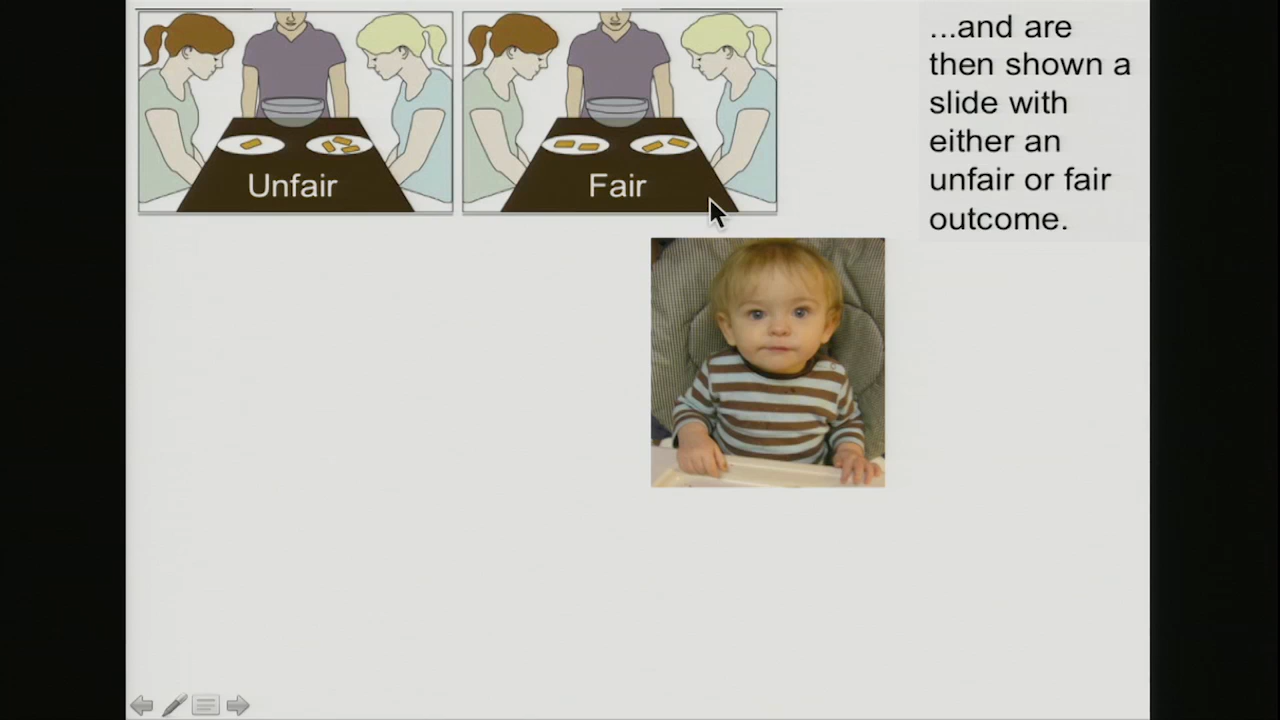 Unfair
Fair
...and are
then shown a
slide with
either an
unfair or fair
outcome.